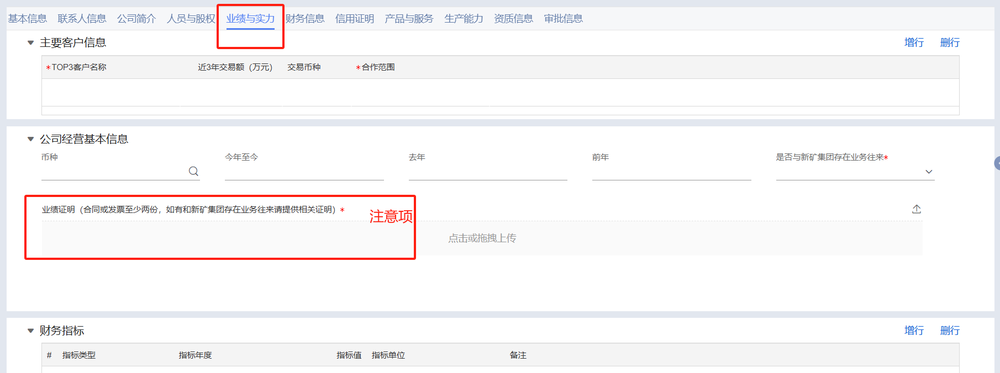 基本信息 联系人信息 公司简介 人员与股权 业绩与实力 财务信息 信用证明 产品与服务 生产能力 资质信息 审批信息
主要客户信息 增行 删行
*TOP3客户名称 近3年交易额（万元） 交易币种 *合作范围
公司经营基本信息
币种 今年至今 去年 前年 是否与新矿集团存在业务往来*
业绩证明（合同或发票至少两份，如有和新矿集团存在业务往来请提供相关证明）* 注意项
点击或拖拽上传
财务指标 增行 删行
# 指标类型 指标年度 指标值 指标单位 备注